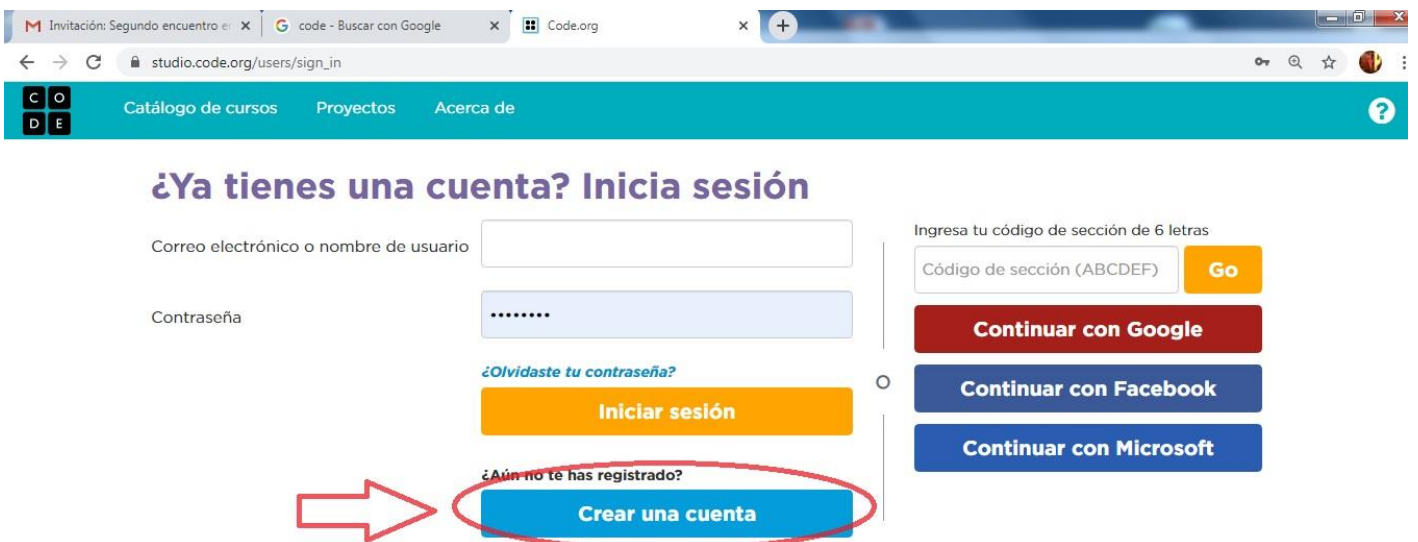 Invitación: Segundo encuentro e
code - Buscar con Google
Code.org
studio.code.org/users/sign_in
CO
DE
Catálogo de cursos
Proyectos
Acerca de
?
¿Ya tienes una cuenta? Inicia sesión
Correo electrónico o nombre de usuario
Contraseña
••••••••
¿Olvidaste tu contraseña?
Iniciar sesión
¿Aún no te has registrado?
Crear una cuenta
O
Ingresa tu código de sección de 6 letras
Código de sección (ABCDEF)
Go
Continuar con Google
Continuar con Facebook
Continuar con Microsoft